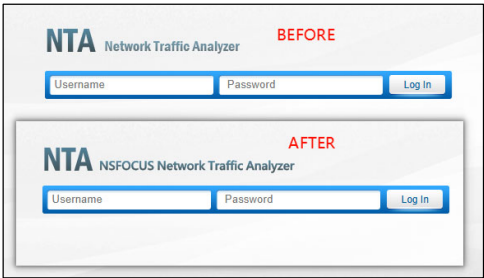 BEFORE
NTA Network Traffic Analyzer
Username Password Log In
AFTER
NTA NSFOCUS Network Traffic Analyzer
Username Password Log In